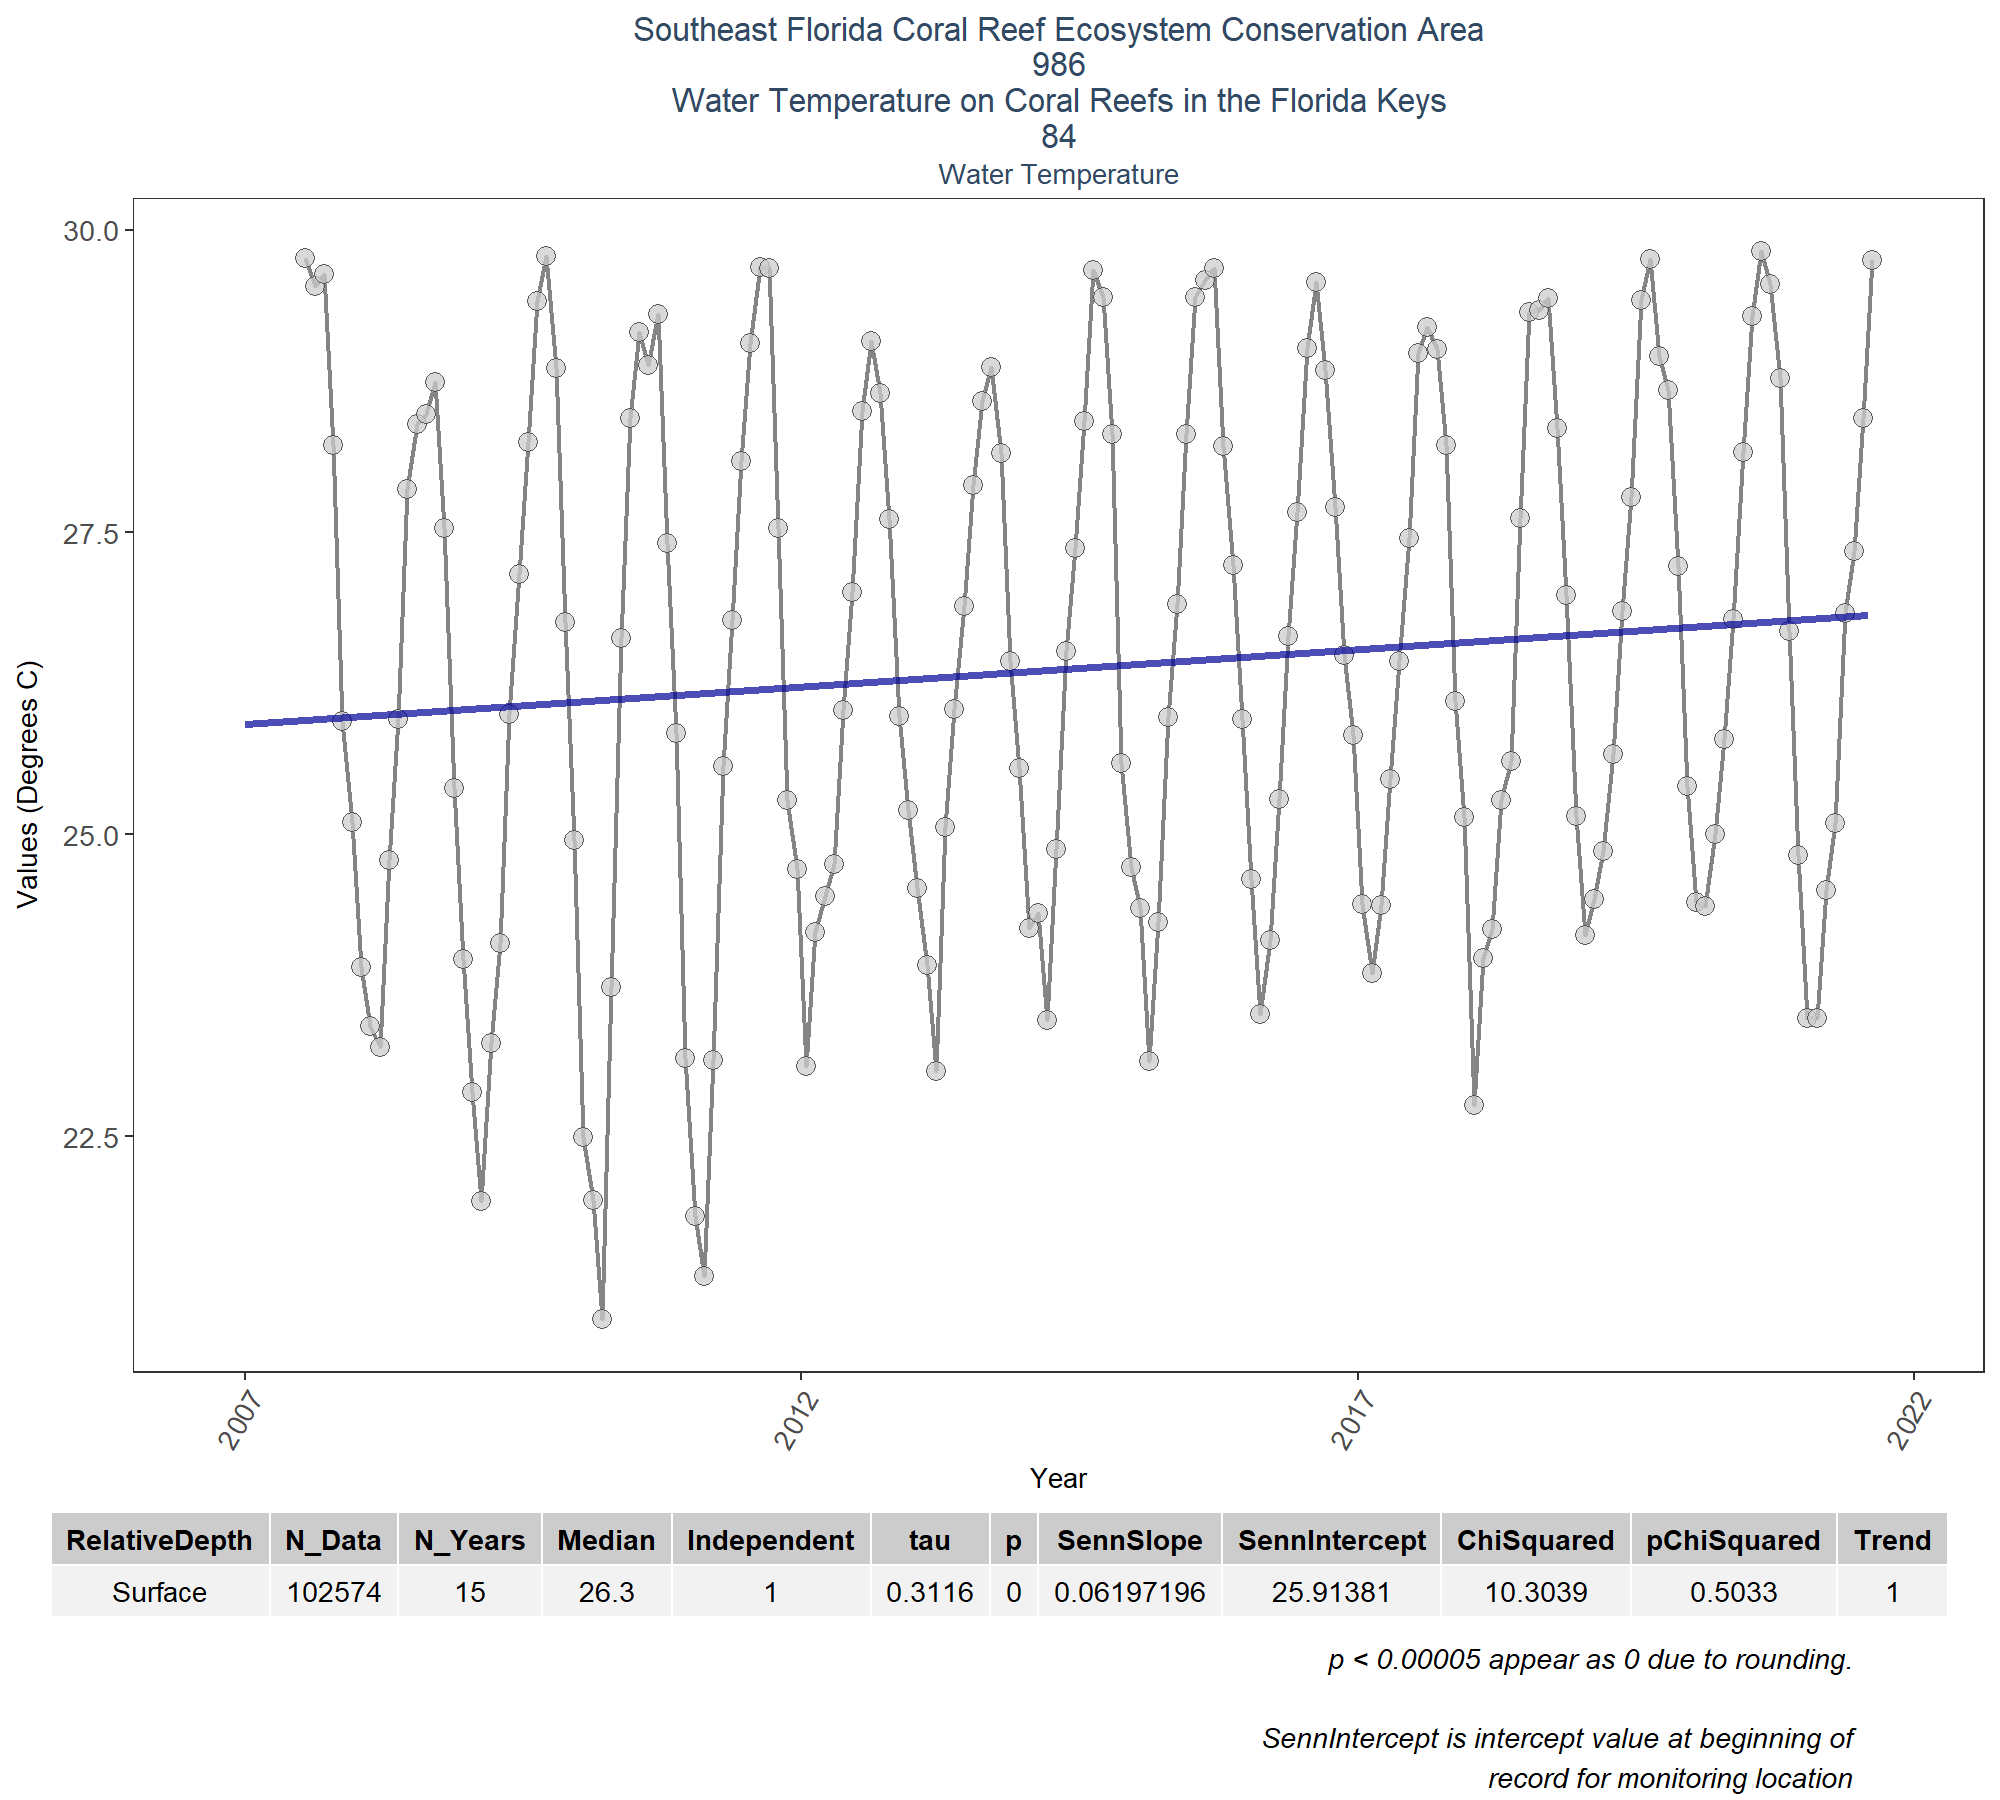 Southeast Florida Coral Reef Ecosystem Conservation Area
986
Water Temperature on Coral Reefs in the Florida Keys
84
Water Temperature
30.0
27.5
25.0
22.5
Values (Degrees C)
2007 2012 2017 2022
Year
RelativeDepth N_Data N_Years Median Independent tau p SennSlope SennIntercept ChiSquared pChiSquared Trend
Surface 102574 15 26.3 1 0.3116 0 0.06197196 25.91381 10.3039 0.5033 1
p < 0.00005 appear as 0 due to rounding.
SennIntercept is intercept value at beginning of
record for monitoring location